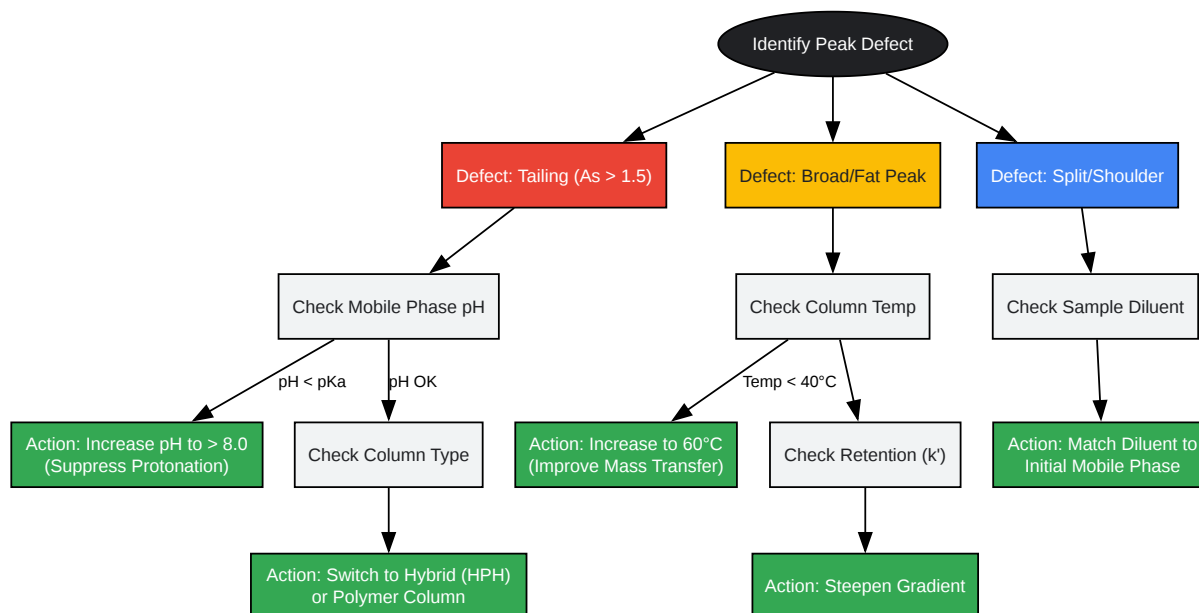 Identify Peak Defect
Defect: Tailing (As > 1.5)
Defect: Broad/Fat Peak
Defect: Split/Shoulder
Check Mobile Phase pH
Check Column Temp
Check Sample Diluent
pH < pKa
pH OK
Temp < 40°C
Action: Increase pH to > 8.0
(Suppress Protonation)
Check Column Type
Action: Increase to 60°C
(Improve Mass Transfer)
Check Retention (k')
Action: Match Diluent to
Initial Mobile Phase
Action: Switch to Hybrid (HPH)
or Polymer Column
Action: Steepen Gradient